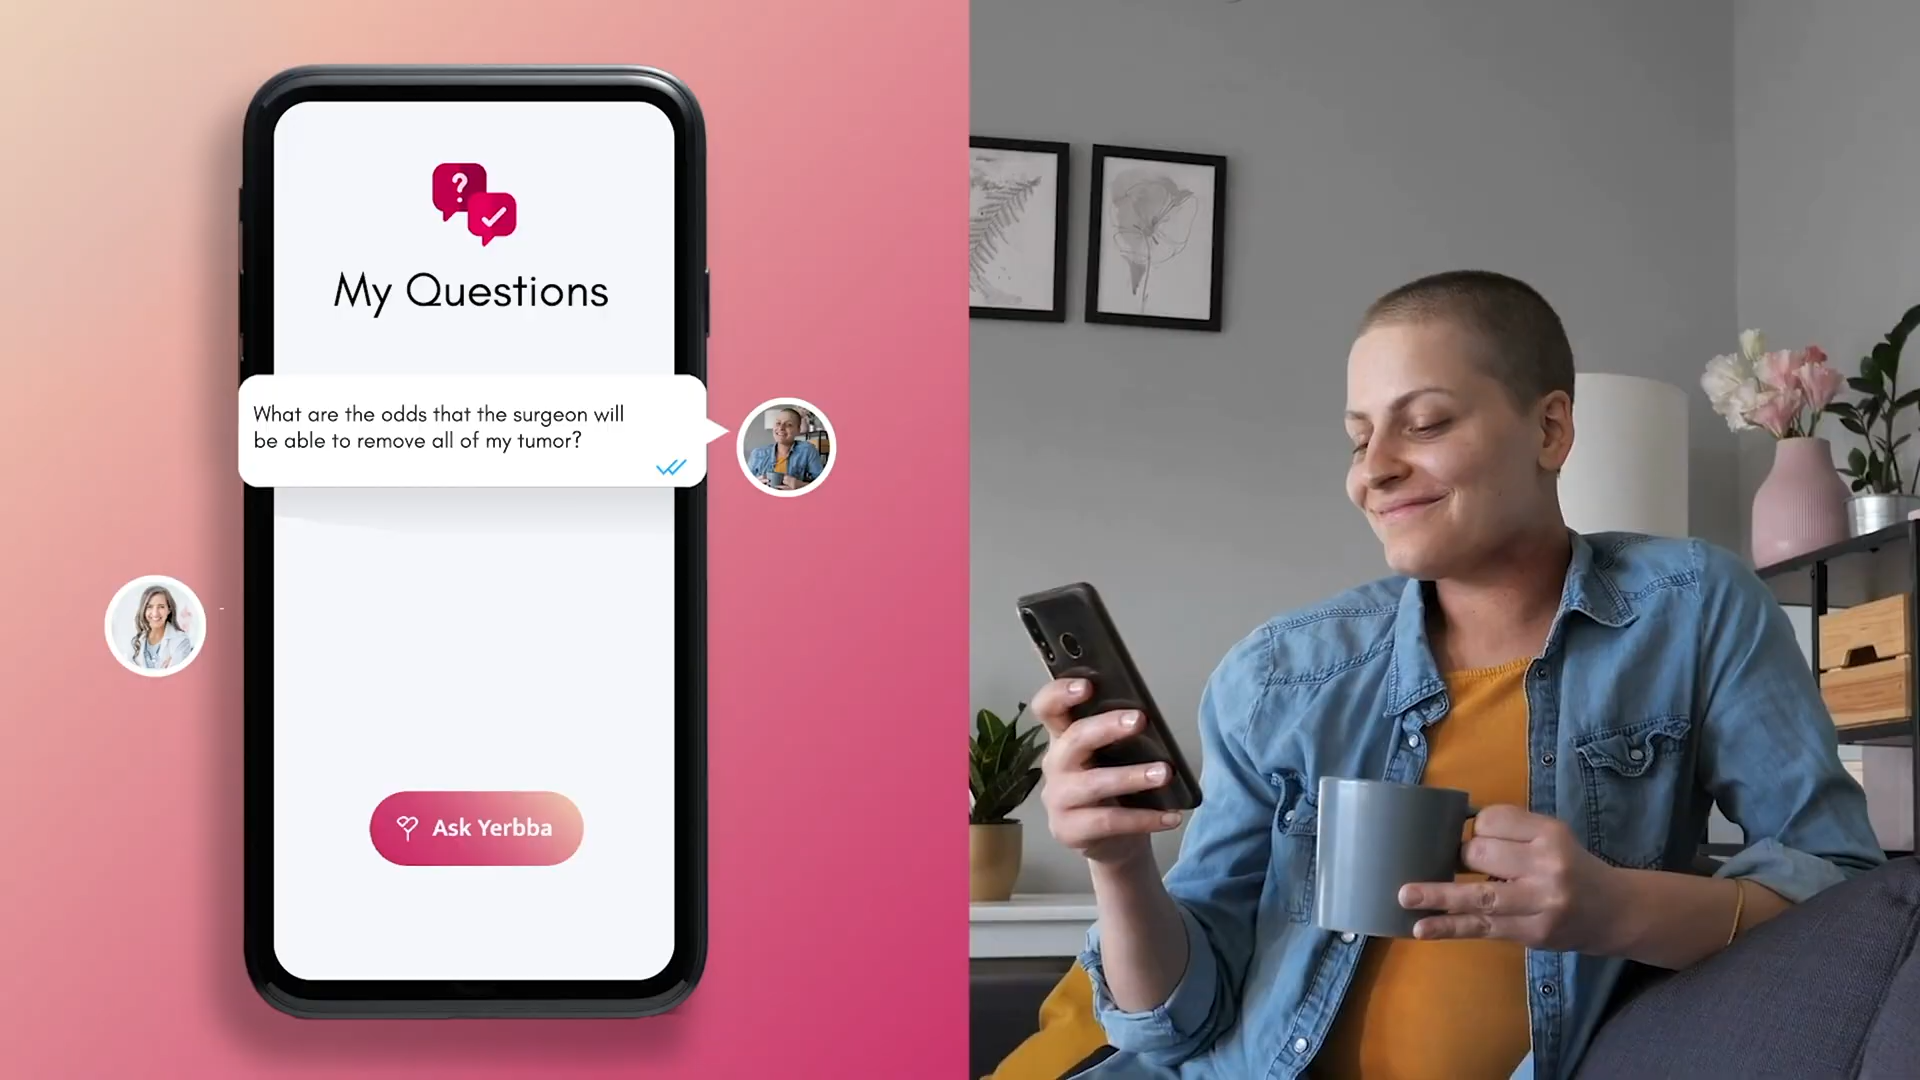 My Questions
What are the odds that the surgeon will
be able to remove all of my tumor?
Ask Yerbba